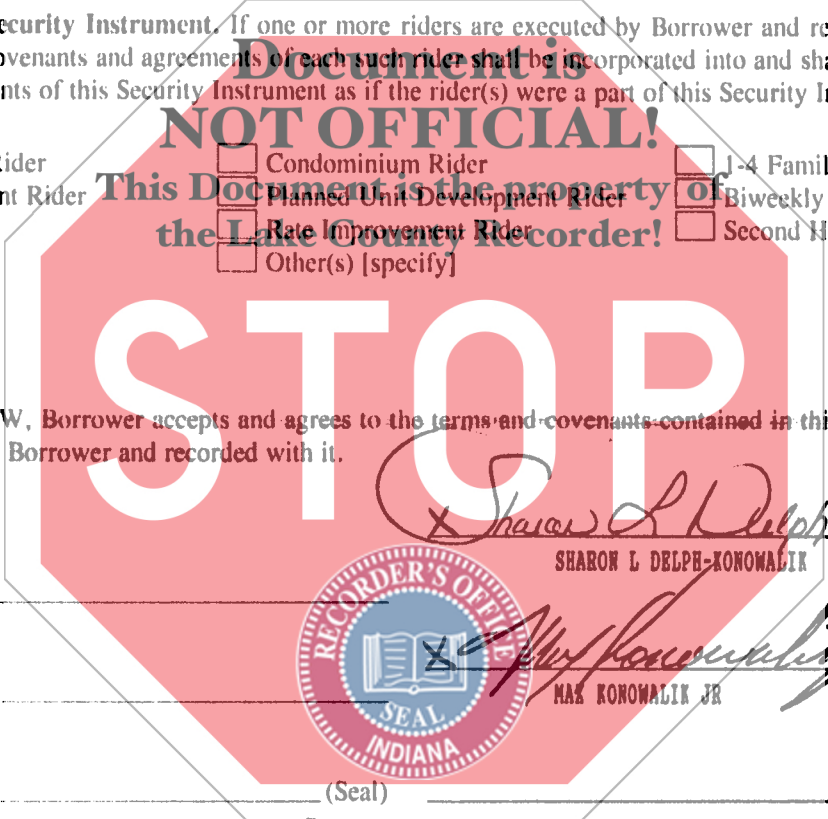 ecurity Instrument. If one or more riders are executed by Borrower and re
ovenants and agreements of each such rider shall be incorporated into and sha
nts of this Security Instrument as if the rider(s) were a part of this Security I
Document is
NOT OFFICIAL!
This Document is the property of
the Lake County Recorder!
ider
Condominium Rider
1-4 Famil
nt Rider
Planned Unit Development Rider
Biweekly
Rate Improvement Rider
Second H
Other(s) [specify]
STOP
W, Borrower accepts and agrees to the terms and covenants contained in thi
Borrower and recorded with it.
X Sharon L Delph
SHARON L DELPH-KONOWALIK
RECORDER'S OFFICE
X Max Konowalik
MAX KONOWALIK JR
SEAL
INDIANA
(Seal)